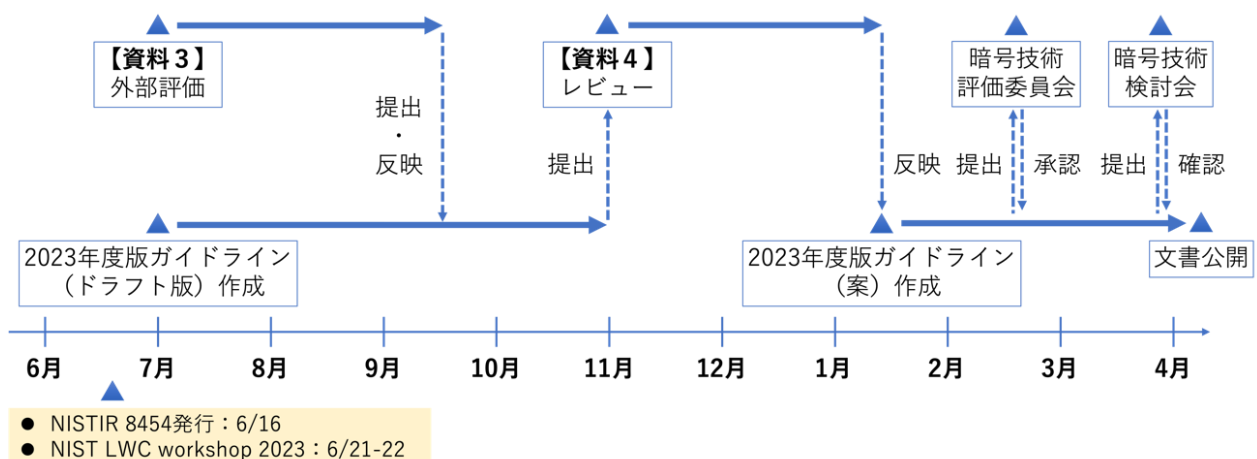 【資料３】
外部評価
【資料４】
レビュー
暗号技術
評価委員会
暗号技術
検討会
提出
・
反映
提出
反映
提出
承認
提出
確認
2023年度版ガイドライン
（ドラフト版）作成
2023年度版ガイドライン
（案）作成
文書公開
6月
7月
8月
9月
10月
11月
12月
1月
2月
3月
4月
● NISTIR 8454発行：6/16
● NIST LWC workshop 2023：6/21-22